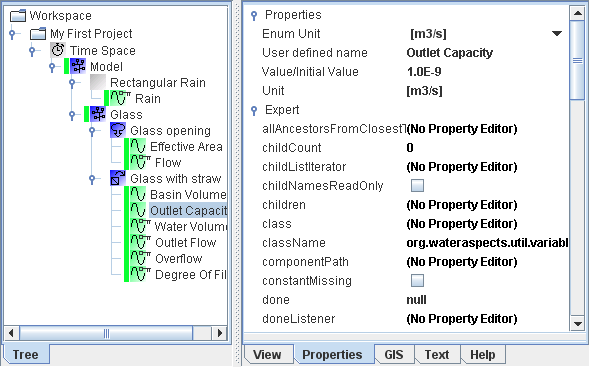 Workspace
My First Project
Time Space
Model
Rectangular Rain
Rain
Glass
Glass opening
Effective Area
Flow
Glass with straw
Basin Volume
Outlet Capacit
Water Volum
Outlet Flow
Overflow
Degree Of Fil
Tree
Properties
Enum Unit [m3/s]
User defined name Outlet Capacity
Value/Initial Value 1.0E-9
Unit [m3/s]
Expert
allAncestorsFromClosestT (No Property Editor)
childCount 0
childListIterator (No Property Editor)
childNamesReadOnly
children (No Property Editor)
class (No Property Editor)
className org.wateraspects.util.variabl
componentPath (No Property Editor)
constantMissing
done null
doneListener (No Property Editor)
View Properties GIS Text Help